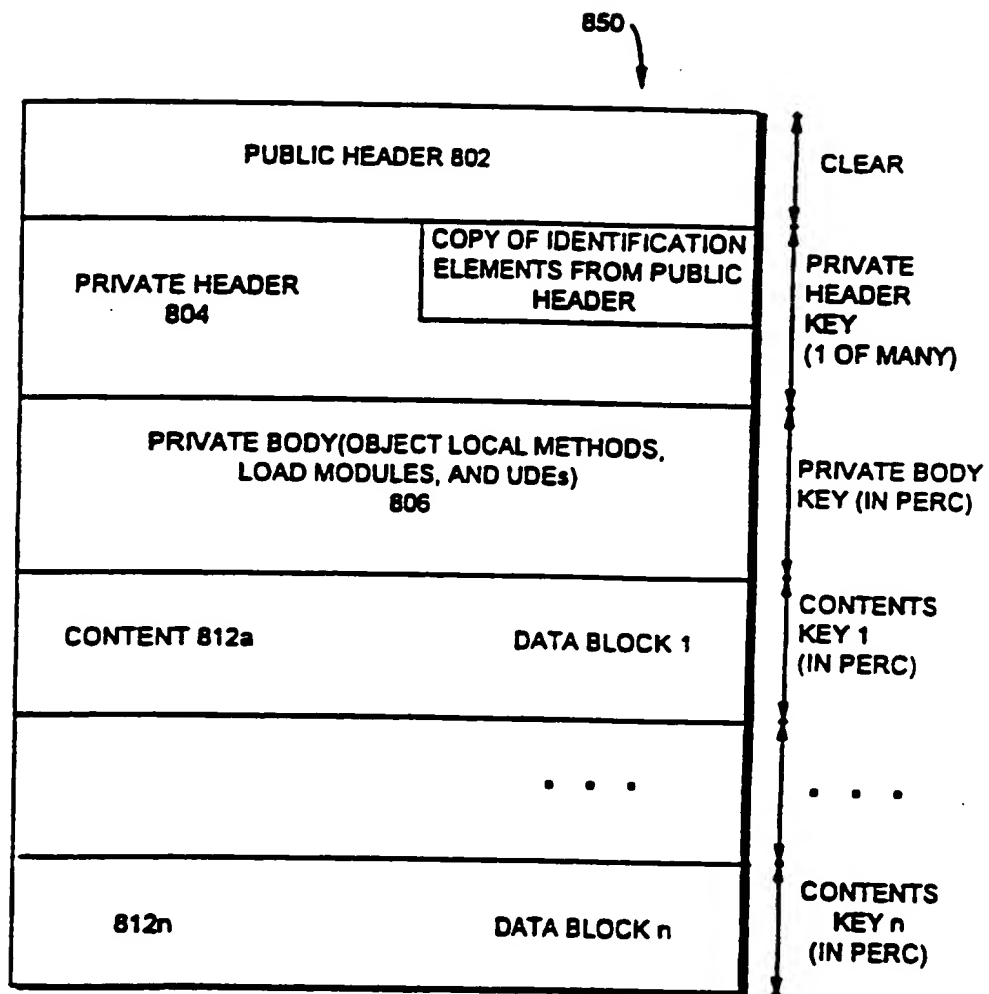 850
PUBLIC HEADER 802
CLEAR
PRIVATE HEADER
804
COPY OF IDENTIFICATION
ELEMENTS FROM PUBLIC
HEADER
PRIVATE
HEADER
KEY
(1 OF MANY)
PRIVATE BODY(OBJECT LOCAL METHODS,
LOAD MODULES, AND UDEs)
806
PRIVATE BODY
KEY (IN PERC)
CONTENT 812a
DATA BLOCK 1
CONTENTS
KEY 1
(IN PERC)
. . .
. . .
812n
DATA BLOCK n
CONTENTS
KEY n
(IN PERC)